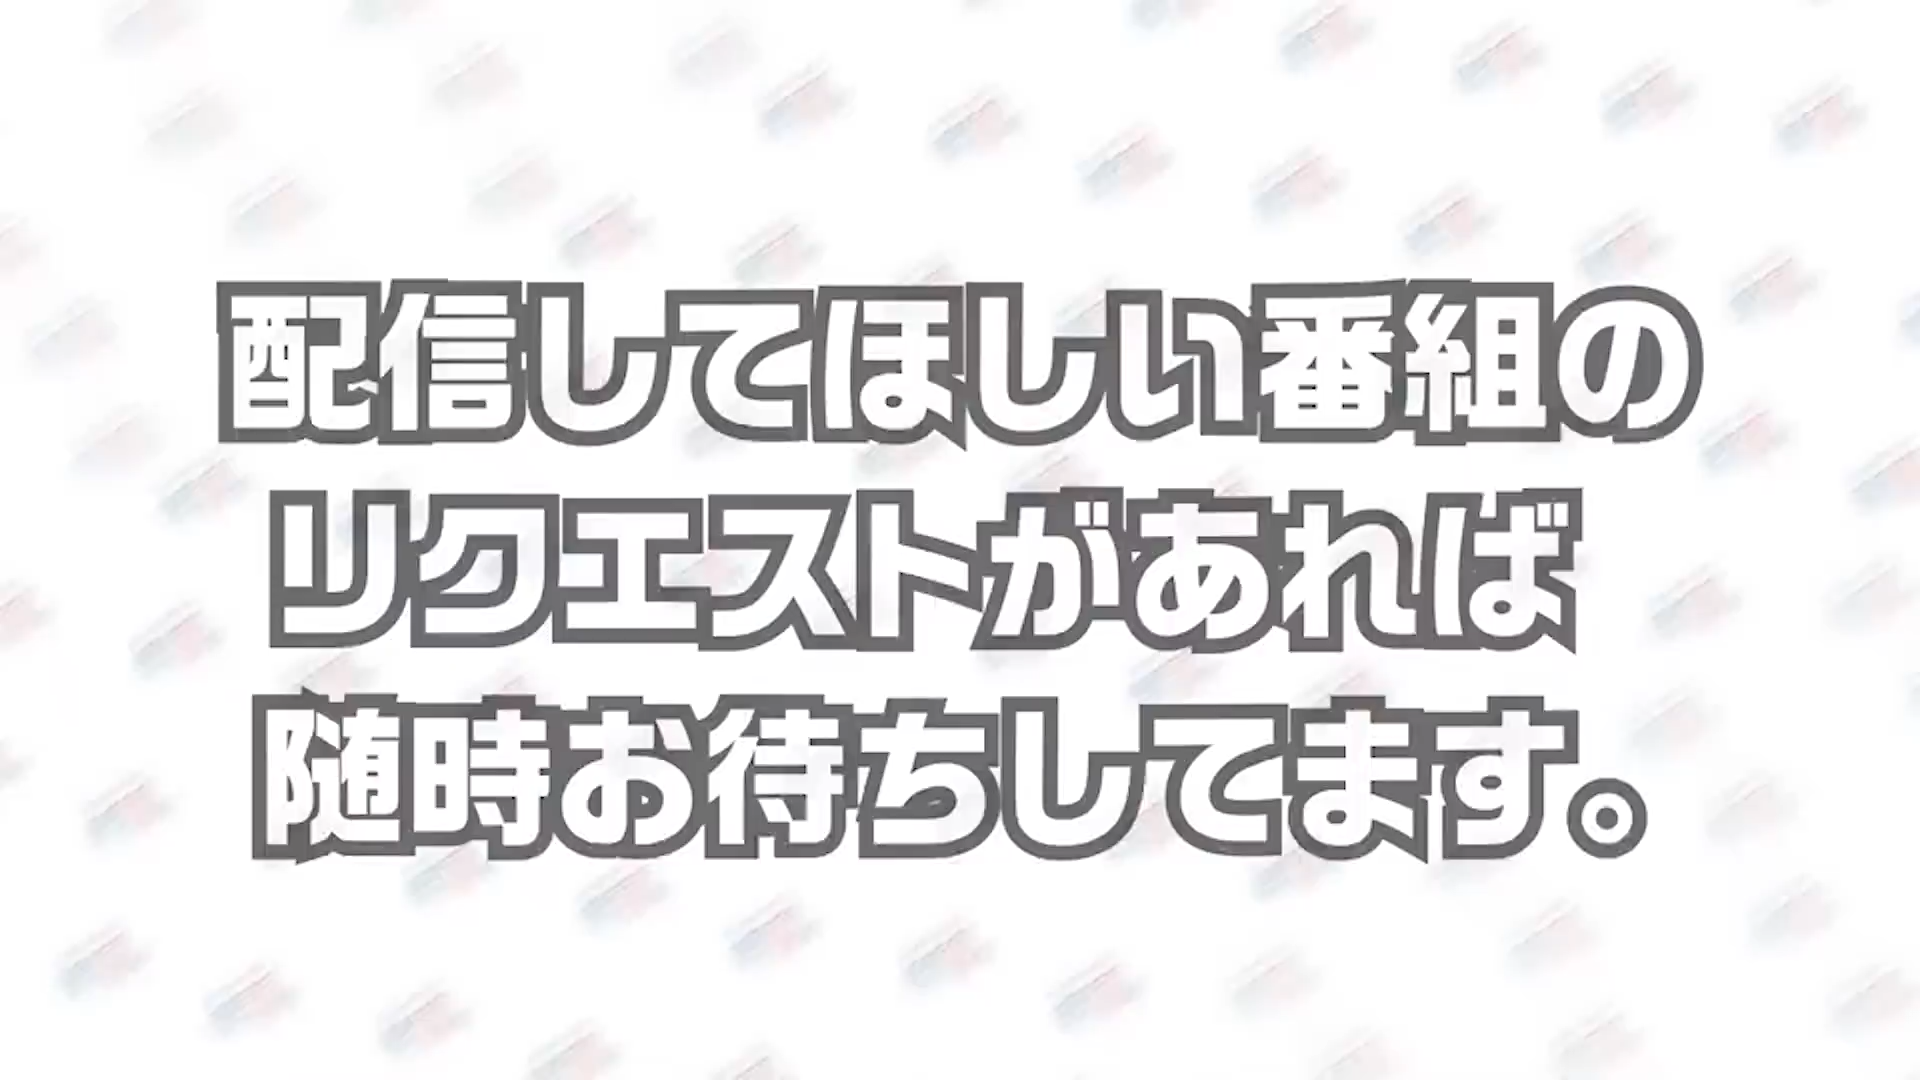 配信してほしい番組の
リクエストがあれば
随時お待ちしてます。